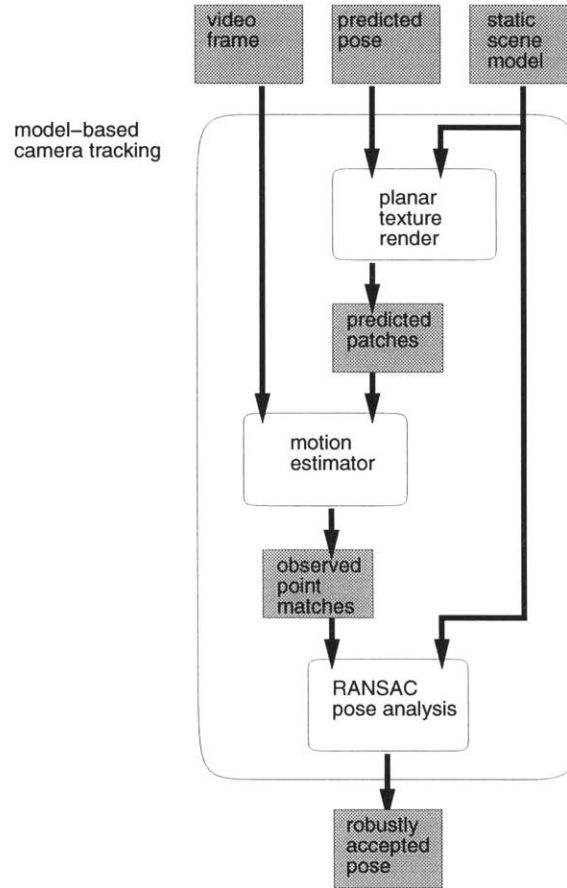 video
frame
predicted
pose
static
scene
model
model–based
camera tracking
planar
texture
render
predicted
patches
motion
estimator
observed
point
matches
RANSAC
pose analysis
robustly
accepted
pose